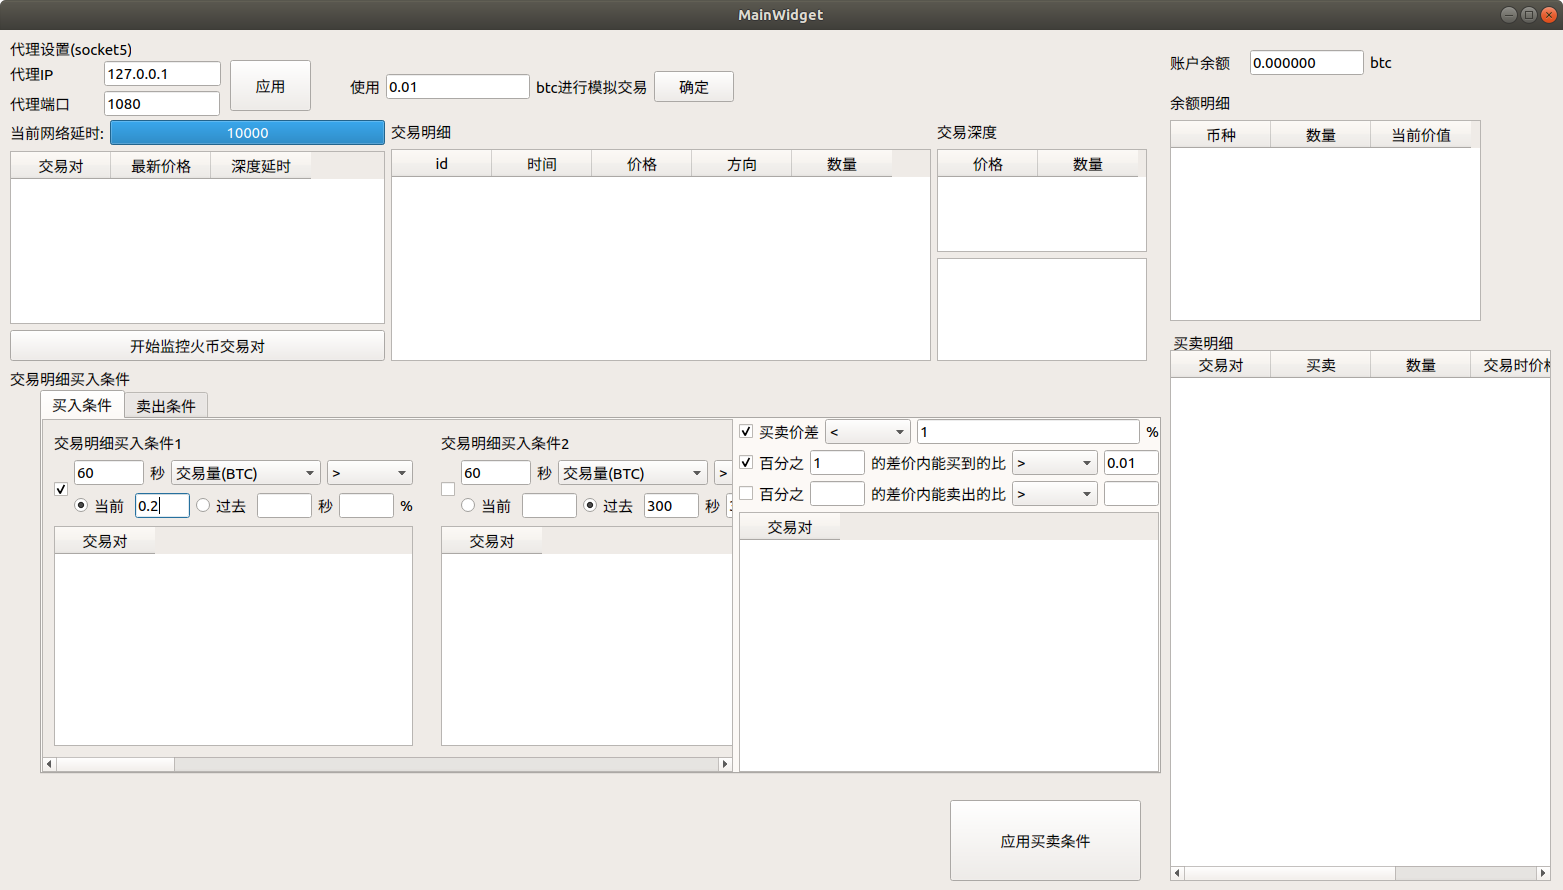 MainWidget
代理设置(socket5)
代理IP 127.0.0.1
代理端口 1080
应用
使用 0.01 btc进行模拟交易 确定
账户余额 0.000000 btc
当前网络延时: 10000
交易对 最新价格 深度延时
开始监控火币交易对
交易明细
id 时间 价格 方向 数量
交易深度
价格 数量
余额明细
币种 数量 当前价值
买卖明细
交易对 买卖 数量 交易时价
交易明细买入条件
买入条件 卖出条件
交易明细买入条件1
60 秒 交易量(BTC) >
当前 0.2 过去 秒 %
交易对
交易明细买入条件2
60 秒 交易量(BTC) >
当前 过去 300 秒
交易对
买卖价差 < 1 %
百分之 1 的差价内能买到的比 > 0.01
百分之 的差价内能卖出的比 >
交易对
应用买卖条件